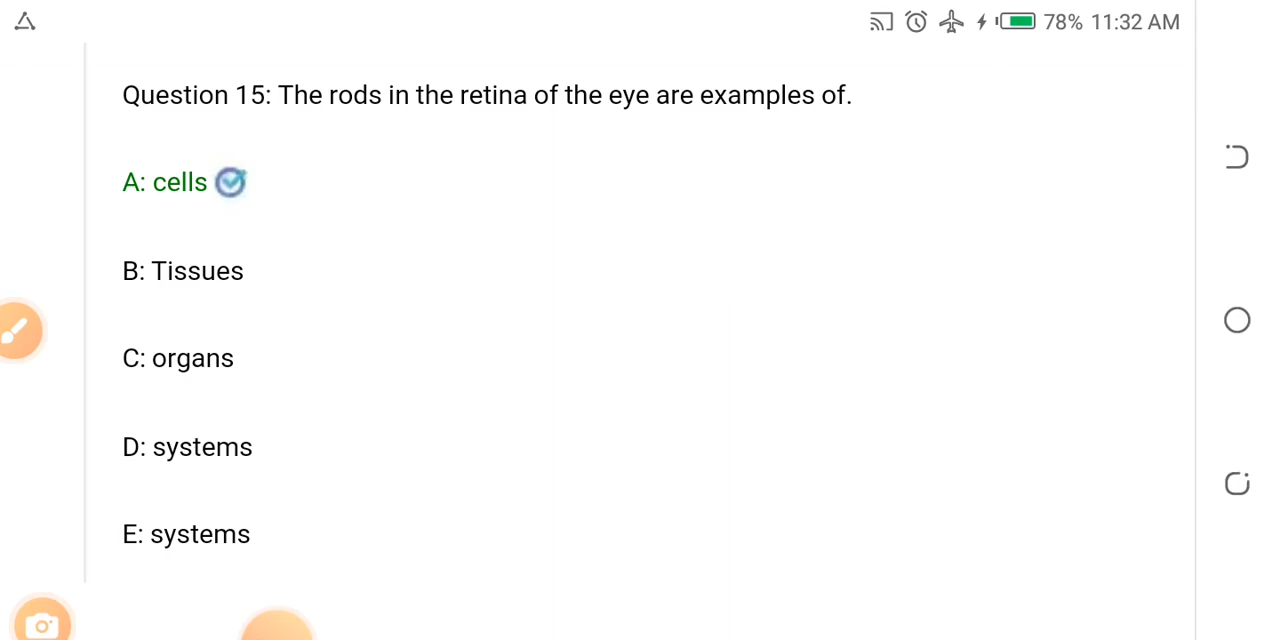 78% 11:32 AM
Question 15: The rods in the retina of the eye are examples of.
A: cells
B: Tissues
C: organs
D: systems
E: systems